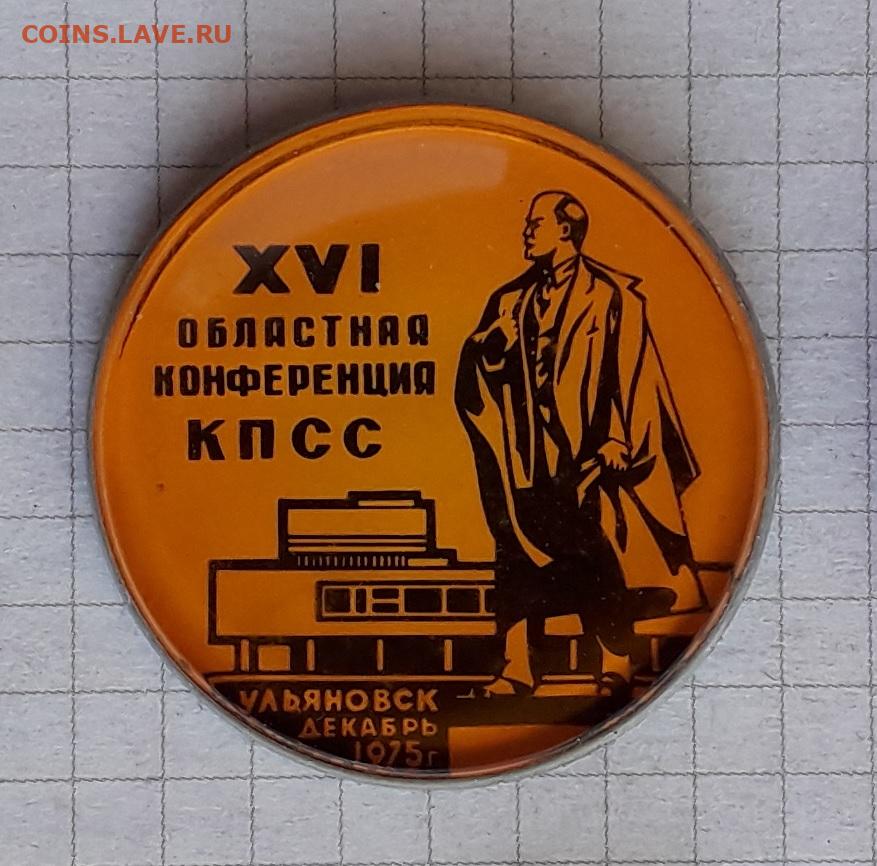 COINS.LAVE.RU
XVI
ОБЛАСТНАЯ
КОНФЕРЕНЦИЯ
КПСС
УЛЬЯНОВСК
ДЕКАБРЬ
1975г